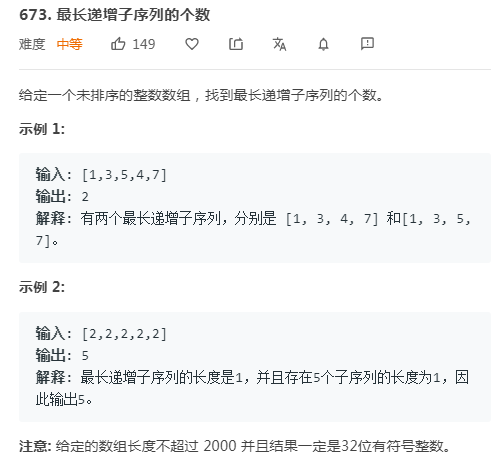 673. 最长递增子序列的个数
难度 中等 149
给定一个未排序的整数数组，找到最长递增子序列的个数。
示例 1:
输入: [1,3,5,4,7]
输出: 2
解释: 有两个最长递增子序列，分别是 [1, 3, 4, 7] 和[1, 3, 5,
7]。
示例 2:
输入: [2,2,2,2,2]
输出: 5
解释: 最长递增子序列的长度是1，并且存在5个子序列的长度为1，因
此输出5。
注意: 给定的数组长度不超过 2000 并且结果一定是32位有符号整数。